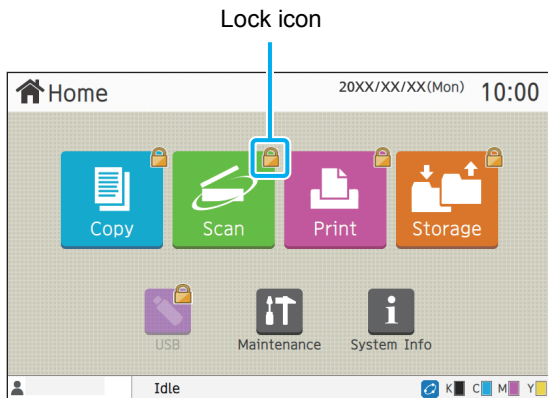 Lock icon
Home 20XX/XX/XX(Mon) 10:00
Copy Scan Print Storage
USB Maintenance System Info
Idle K C M Y